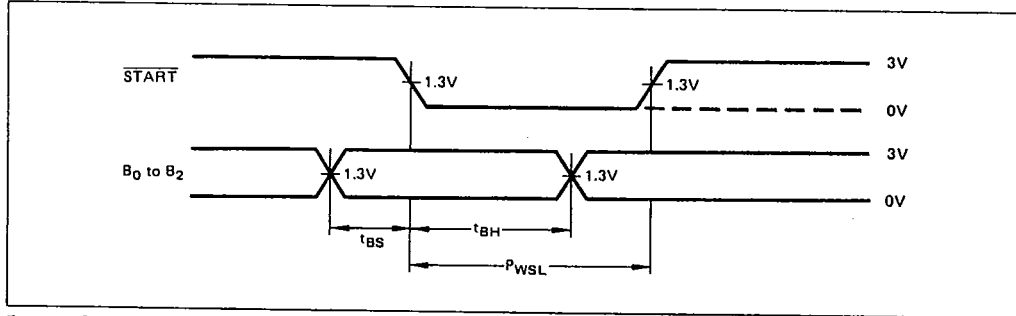 START
1.3V
1.3V
3V
0V
B0 to B2
1.3V
1.3V
3V
0V
tBS
tBH
PWSL